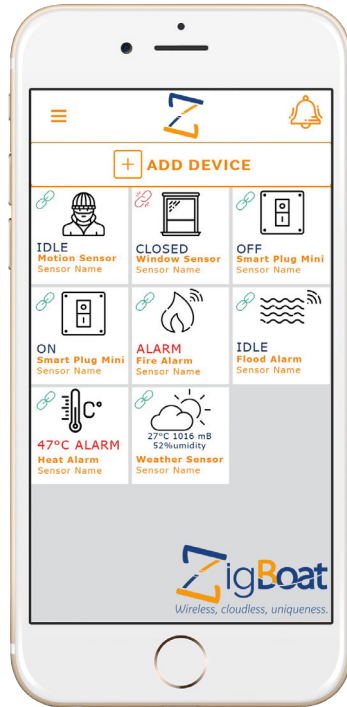 + ADD DEVICE
IDLE
Motion Sensor
Sensor Name
CLOSED
Window Sensor
Sensor Name
OFF
Smart Plug Mini
Sensor Name
ON
Smart Plug Mini
Sensor Name
ALARM
Fire Alarm
Sensor Name
IDLE
Flood Alarm
Sensor Name
C°
47°C ALARM
Heat Alarm
Sensor Name
27°C 1016 mB
52%umidity
Weather Sensor
Sensor Name
ZigBoat
Wireless, cloudless, uniqueness.